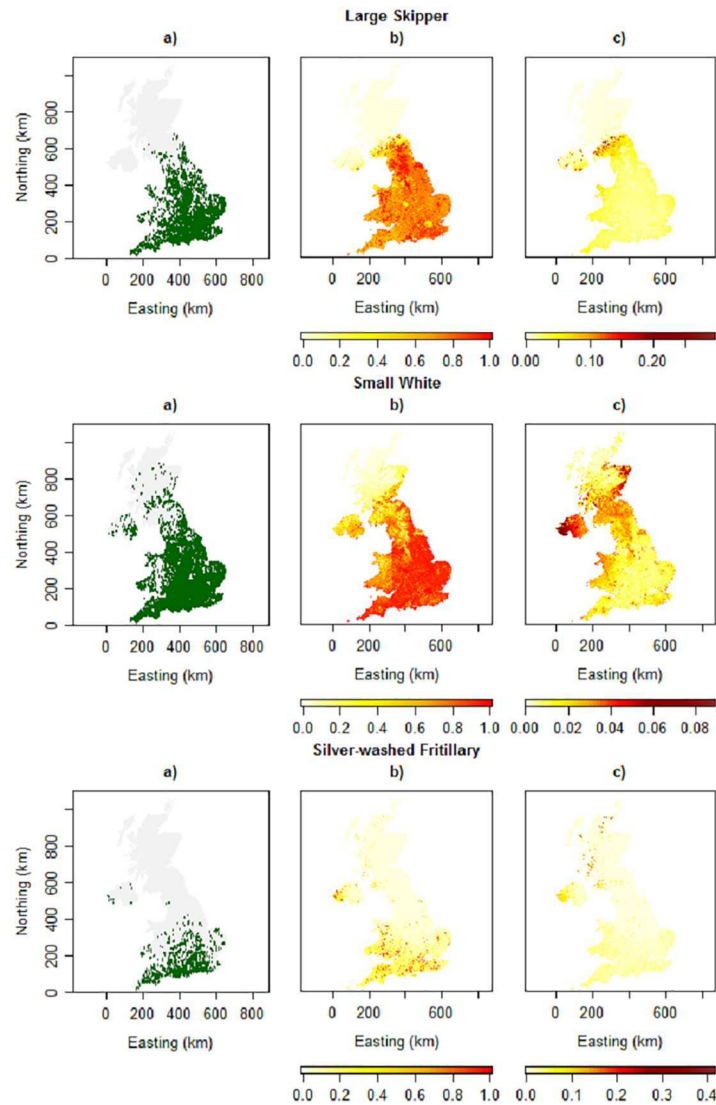 Large Skipper
a) b) c)
800
600
400
200
0
Northing (km)
0 200 400 600 800 0 200 600 0 200 600
Easting (km) Easting (km) Easting (km)
0.0 0.2 0.4 0.6 0.8 1.0 0.00 0.10 0.20
Small White
a) b) c)
800
600
400
200
0
Northing (km)
0 200 400 600 800 0 200 600 0 200 600
Easting (km) Easting (km) Easting (km)
0.0 0.2 0.4 0.6 0.8 1.0 0.00 0.02 0.04 0.06 0.08
Silver-washed Fritillary
a) b) c)
800
600
400
200
0
Northing (km)
0 200 400 600 800 0 200 600 0 200 600
Easting (km) Easting (km) Easting (km)
0.0 0.2 0.4 0.6 0.8 1.0 0.0 0.1 0.2 0.3 0.4